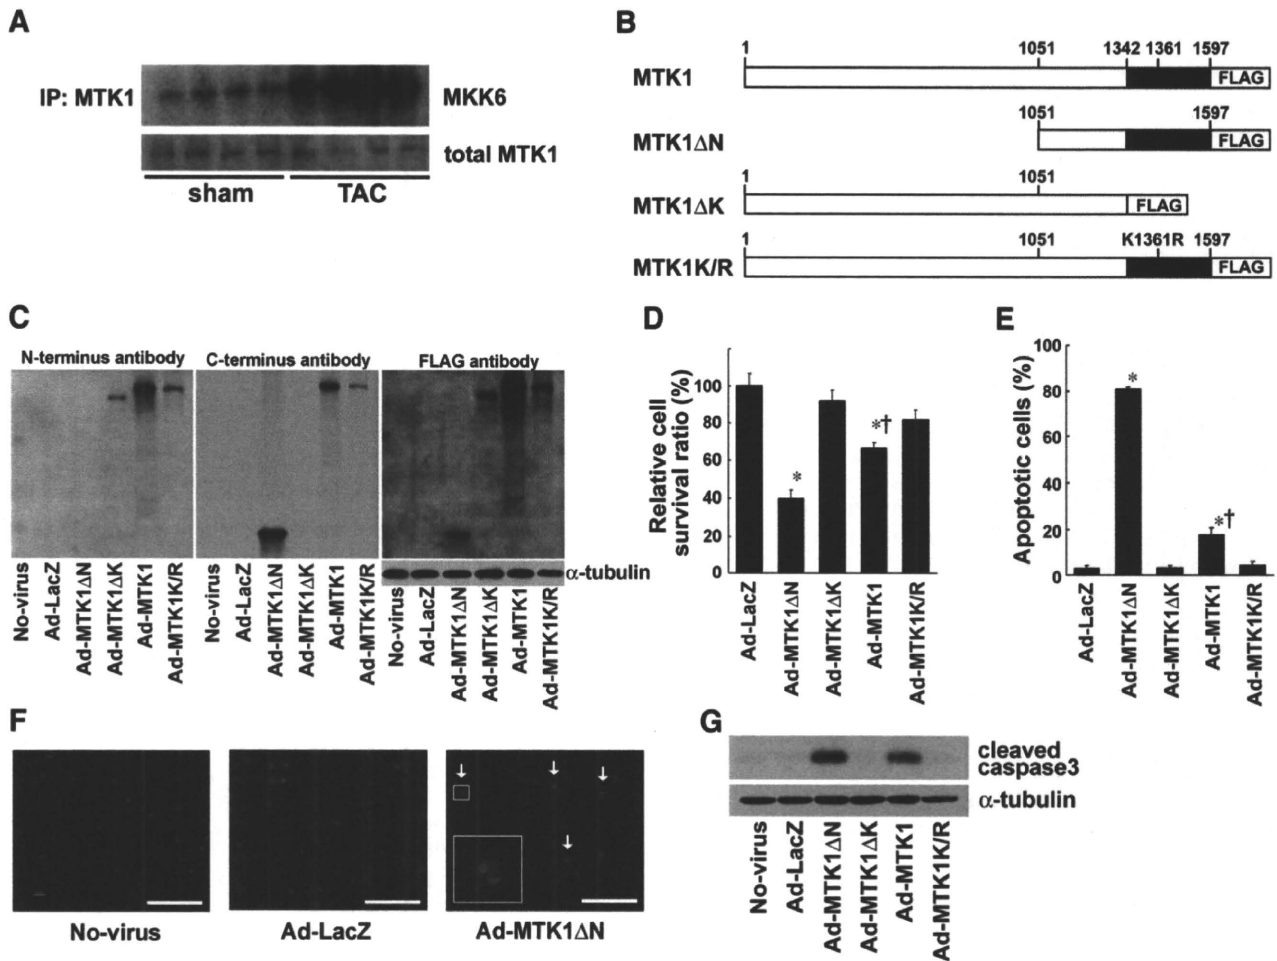 A
IP: MTK1
MKK6
total MTK1
sham
TAC
B
1
1051
1342
1361
1597
MTK1
FLAG
1051
1597
MTK1ΔN
FLAG
1
1051
MTK1ΔK
FLAG
1
1051
K1361R
1597
MTK1K/R
FLAG
C
N-terminus antibody
C-terminus antibody
FLAG antibody
α-tubulin
No-virus
Ad-LacZ
Ad-MTK1ΔN
Ad-MTK1ΔK
Ad-MTK1
Ad-MTK1K/R
No-virus
Ad-LacZ
Ad-MTK1ΔN
Ad-MTK1ΔK
Ad-MTK1
Ad-MTK1K/R
No-virus
Ad-LacZ
Ad-MTK1ΔN
Ad-MTK1ΔK
Ad-MTK1
Ad-MTK1K/R
D
Relative cell
survival ratio (%)
100
80
60
40
20
0
*
*†
Ad-LacZ
Ad-MTK1ΔN
Ad-MTK1ΔK
Ad-MTK1
Ad-MTK1K/R
E
Apoptotic cells (%)
100
80
60
40
20
0
*
*†
Ad-LacZ
Ad-MTK1ΔN
Ad-MTK1ΔK
Ad-MTK1
Ad-MTK1K/R
F
No-virus
Ad-LacZ
Ad-MTK1ΔN
G
cleaved
caspase3
α-tubulin
No-virus
Ad-LacZ
Ad-MTK1ΔN
Ad-MTK1ΔK
Ad-MTK1
Ad-MTK1K/R